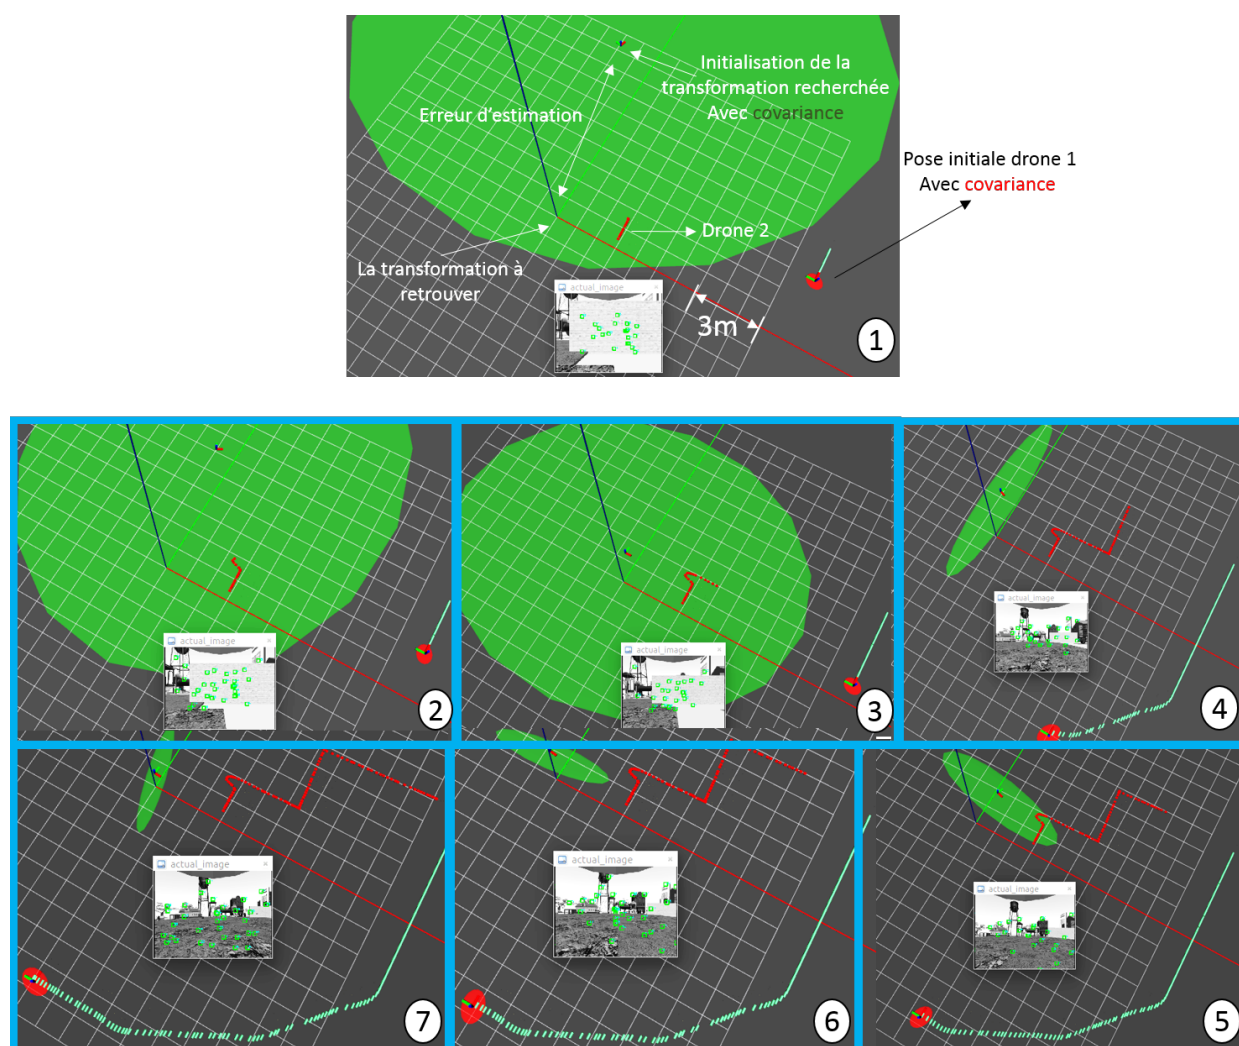 Initialisation de la
transformation recherchée
Avec covariance
Erreur d'estimation
Pose initiale drone 1
Avec covariance
Drone 2
La transformation à
retrouver
actual_image
3m
1
actual_image
2
actual_image
3
actual_image
4
actual_image
7
actual_image
6
actual_image
5